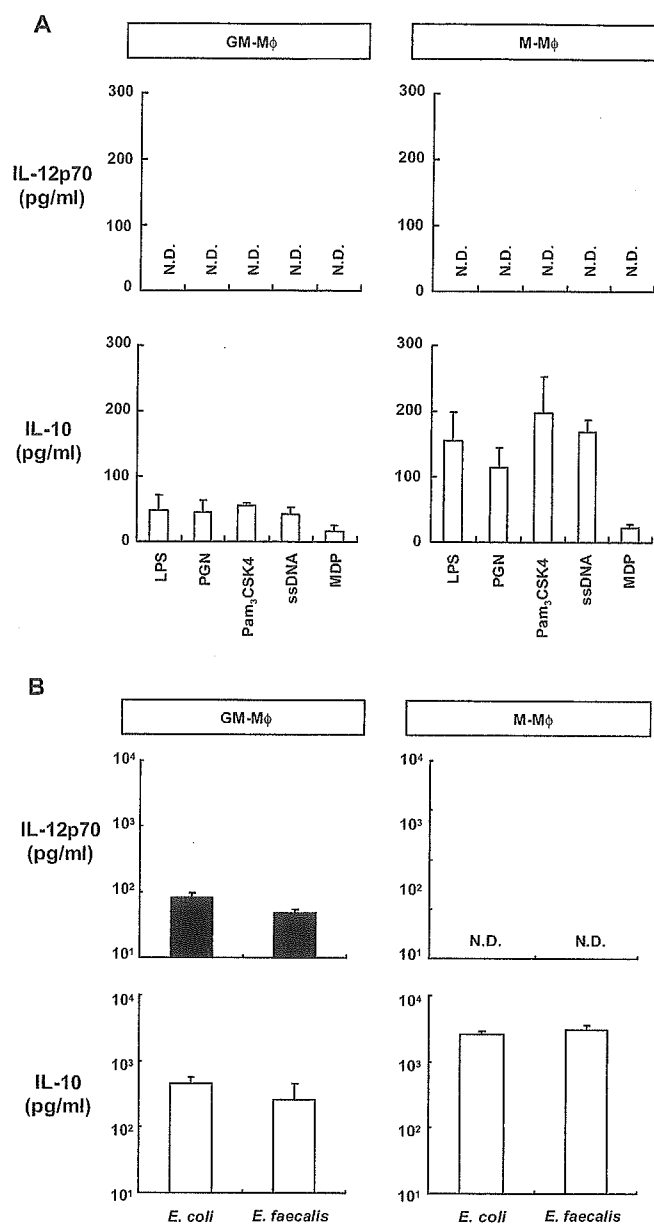 A
GM-Mϕ
M-Mϕ
IL-12p70
(pg/ml)
300
200
100
0
N.D.
N.D.
N.D.
N.D.
N.D.
300
200
100
0
N.D.
N.D.
N.D.
N.D.
N.D.
IL-10
(pg/ml)
300
200
100
0
LPS
PGN
Pam₃CSK4
ssDNA
MDP
300
200
100
0
LPS
PGN
Pam₃CSK4
ssDNA
MDP
B
GM-Mϕ
M-Mϕ
IL-12p70
(pg/ml)
10⁴
10³
10²
10¹
10⁴
10³
10²
10¹
N.D.
N.D.
IL-10
(pg/ml)
10⁴
10³
10²
10¹
E. coli
E. faecalis
10⁴
10³
10²
10¹
E. coli
E. faecalis